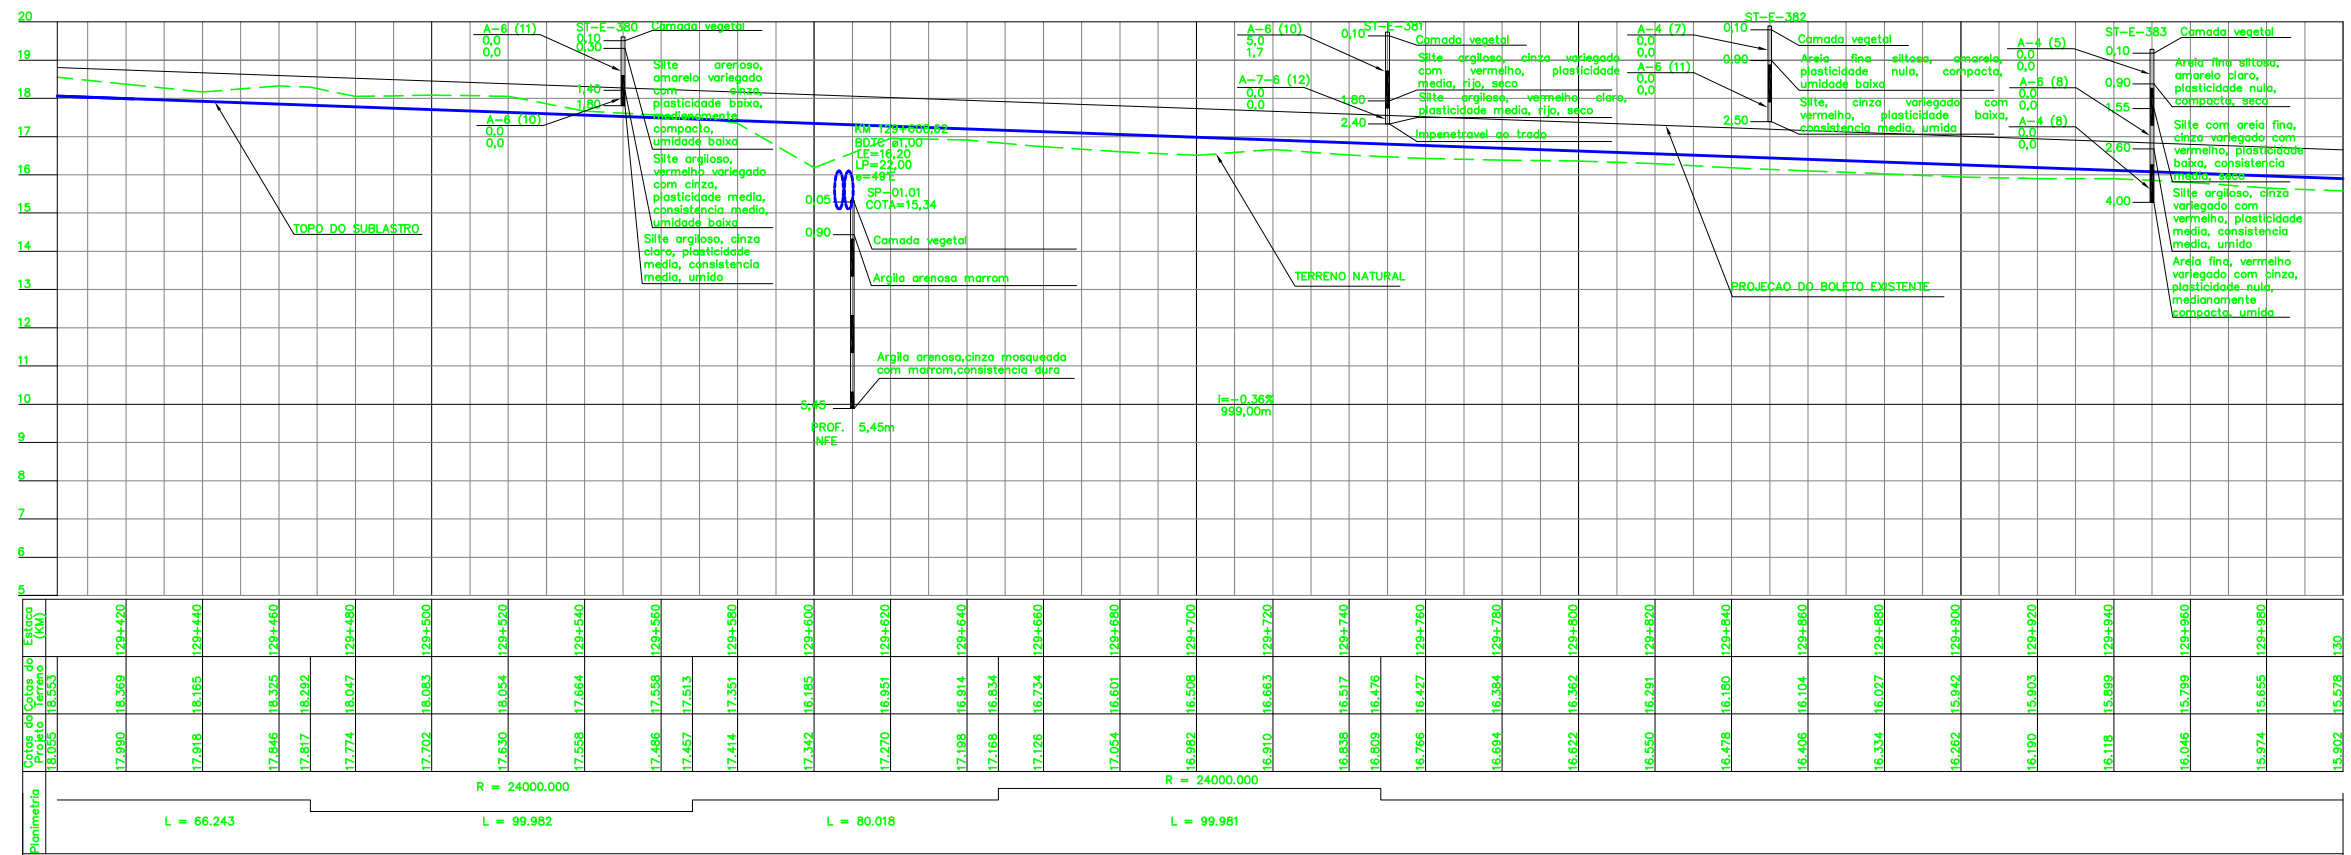 20
19
18
17
16
15
14
13
12
11
10
9
8
7
6
5
TOPO DO SUBLASTRO
A-6 (11)
0,0
0,0
A-6 (10)
0,0
0,0
ST-E-380
0,10
0,30
1,40
1,80
Camada vegetal
Silte arenoso,
amarelo variegado
com cinza,
plasticidade baixa,
medianamente
compacto,
umidade baixa
Silte argiloso,
vermelho variegado
com cinza,
plasticidade media,
consistencia media,
umidade baixa
Silte argiloso, cinza
claro, plasticidade
media, consistencia
media, umido
BDTC Ø1,00
LE=16,20
LP=22,00
SP-01.01
COTA=15,34
0,05
0,90
5,45
Camada vegetal
Argila arenosa marrom
Argila arenosa,cinza mosqueada
com marrom,consistencia dura
PROF. 5,45m
NFE
i=-0.36%
999,00m
TERRENO NATURAL
A-6 (10)
5,0
1,7
A-7-6 (12)
0,0
0,0
ST-E-381
0,10
1,80
2,40
Camada vegetal
Silte argiloso, cinza variegado
com vermelho, plasticidade
media, rijo, seco
Silte argiloso, vermelho claro,
plasticidade media, rijo, seco
Impenetravel ao trado
A-4 (7)
0,0
0,0
A-6 (11)
0,0
0,0
ST-E-382
0,10
0,90
2,50
Camada vegetal
Areia fina siltosa, amarelo,
plasticidade nula, compacta,
umidade baixa
Silte, cinza variegado com
vermelho, plasticidade baixa,
consistencia media, umida
PROJECAO DO BOLETO EXISTENTE
A-4 (5)
0,0
0,0
A-6 (8)
0,0
0,0
A-4 (8)
0,0
0,0
ST-E-383
0,10
0,90
1,55
2,60
4,00
Camada vegetal
Areia fina siltosa,
amarelo claro,
plasticidade nula,
compacta, seco
Silte com areia fina,
cinza variegado com
vermelho, plasticidade
baixa, consistencia
media, seco
Silte argiloso, cinza
variegado com
vermelho, plasticidade
media, consistencia
media, umido
Areia fina, vermelho
variegado com cinza,
plasticidade nula,
medianamente
compacta, umida
Estaca
(KM)
129+420 129+440 129+460 129+480 129+500 129+520 129+540 129+560 129+580 129+600 129+620 129+640 129+660 129+680 129+700 129+720 129+740 129+760 129+780 129+800 129+820 129+840 129+860 129+880 129+900 129+920 129+940 129+960 129+980 130
Cotas do
Terreno
18.553 18.369 18.165 18.325 18.292 18.047 18.083 18.054 17.664 17.558 17.513 17.351 16.185 16.951 16.914 16.834 16.734 16.601 16.508 16.663 16.517 16.476 16.427 16.384 16.362 16.291 16.180 16.104 16.027 15.942 15.903 15.899 15.799 15.655 15.578
Cotas do
Projeto
18.055 17.990 17.918 17.846 17.817 17.774 17.702 17.630 17.558 17.486 17.457 17.414 17.342 17.270 17.198 17.168 17.126 17.054 16.982 16.910 16.838 16.809 16.766 16.694 16.622 16.550 16.478 16.406 16.334 16.262 16.190 16.118 16.046 15.974 15.902
Planimetria
R = 24000.000
R = 24000.000
L = 66.243
L = 99.982
L = 80.018
L = 99.981